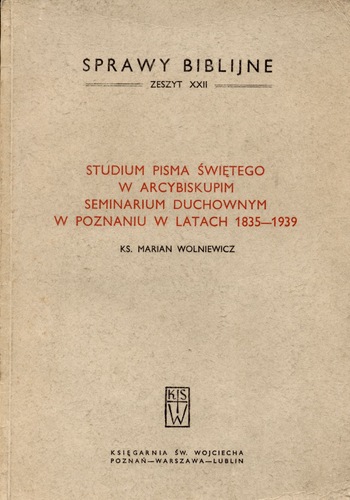 SPRAWY BIBLIJNE
ZESZYT XXII
STUDIUM PISMA ŚWIĘTEGO
W ARCYBISKUPIM
SEMINARIUM DUCHOWNYM
W POZNANIU W LATACH 1835—1939
KS. MARIAN WOLNIEWICZ
K S
W
KSIĘGARNIA ŚW. WOJCIECHA
POZNAŃ—WARSZAWA—LUBLIN